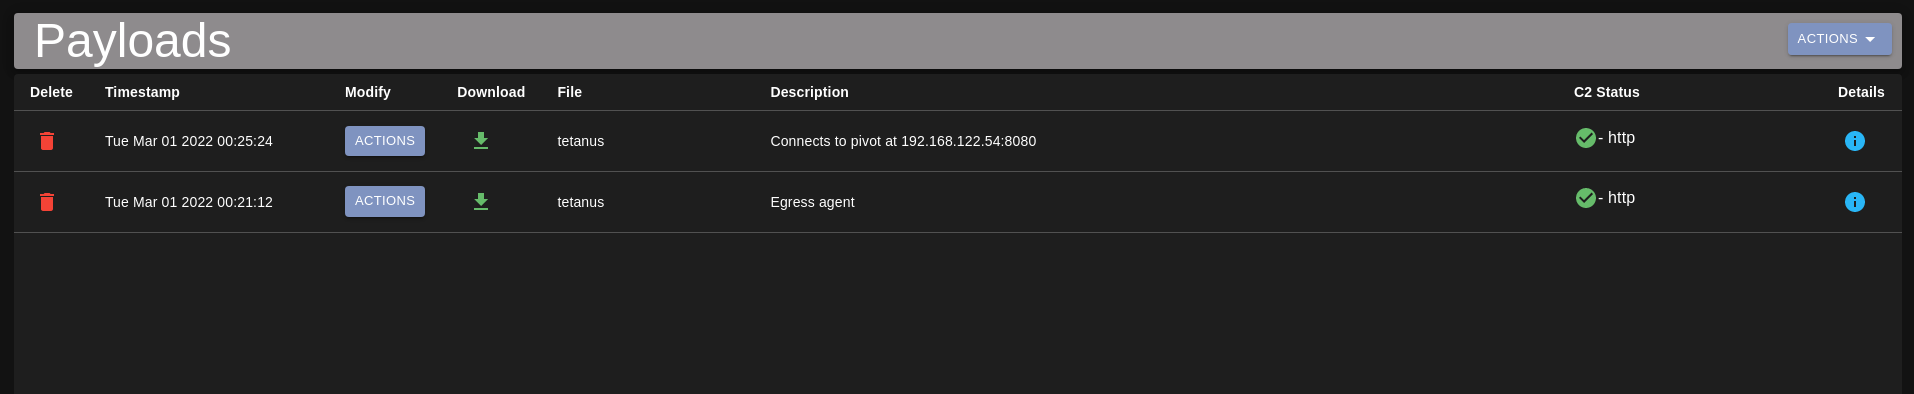 Payloads
ACTIONS
Delete Timestamp Modify Download File Description C2 Status Details
Tue Mar 01 2022 00:25:24 ACTIONS tetanus Connects to pivot at 192.168.122.54:8080 - http
Tue Mar 01 2022 00:21:12 ACTIONS tetanus Egress agent - http